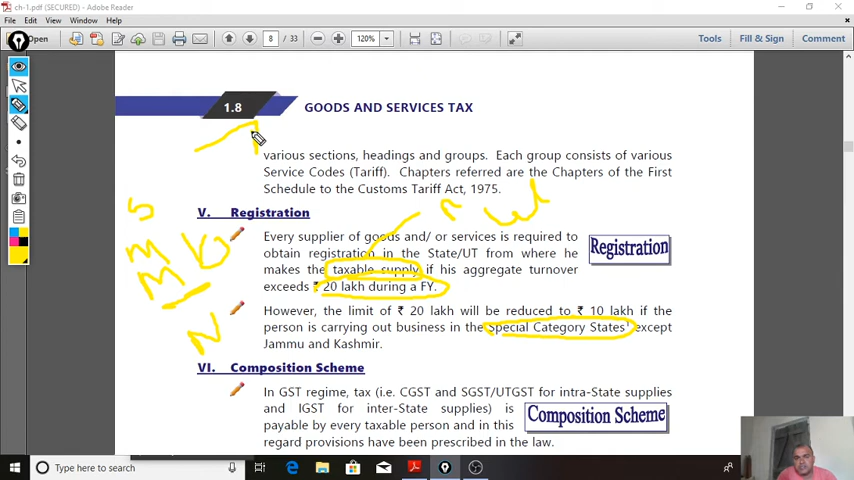 ch-1.pdf (SECURED) - Adobe Reader
File Edit View Window Help
Open
8 / 33
120%
Tools
Fill & Sign
Comment
1.8 GOODS AND SERVICES TAX
various sections, headings and groups. Each group consists of various
Service Codes (Tariff). Chapters referred are the Chapters of the First
Schedule to the Customs Tariff Act, 1975.
V. Registration
Every supplier of goods and/ or services is required to
obtain registration in the State/UT from where he
makes the taxable supply if his aggregate turnover
exceeds ₹ 20 lakh during a FY.
Registration
However, the limit of ₹ 20 lakh will be reduced to ₹ 10 lakh if the
person is carrying out business in the Special Category States¹ except
Jammu and Kashmir.
S
M
M
N
VI. Composition Scheme
In GST regime, tax (i.e. CGST and SGST/UTGST for intra-State supplies
and IGST for inter-State supplies) is
payable by every taxable person and in this
regard provisions have been prescribed in the law.
Composition Scheme
Type here to search